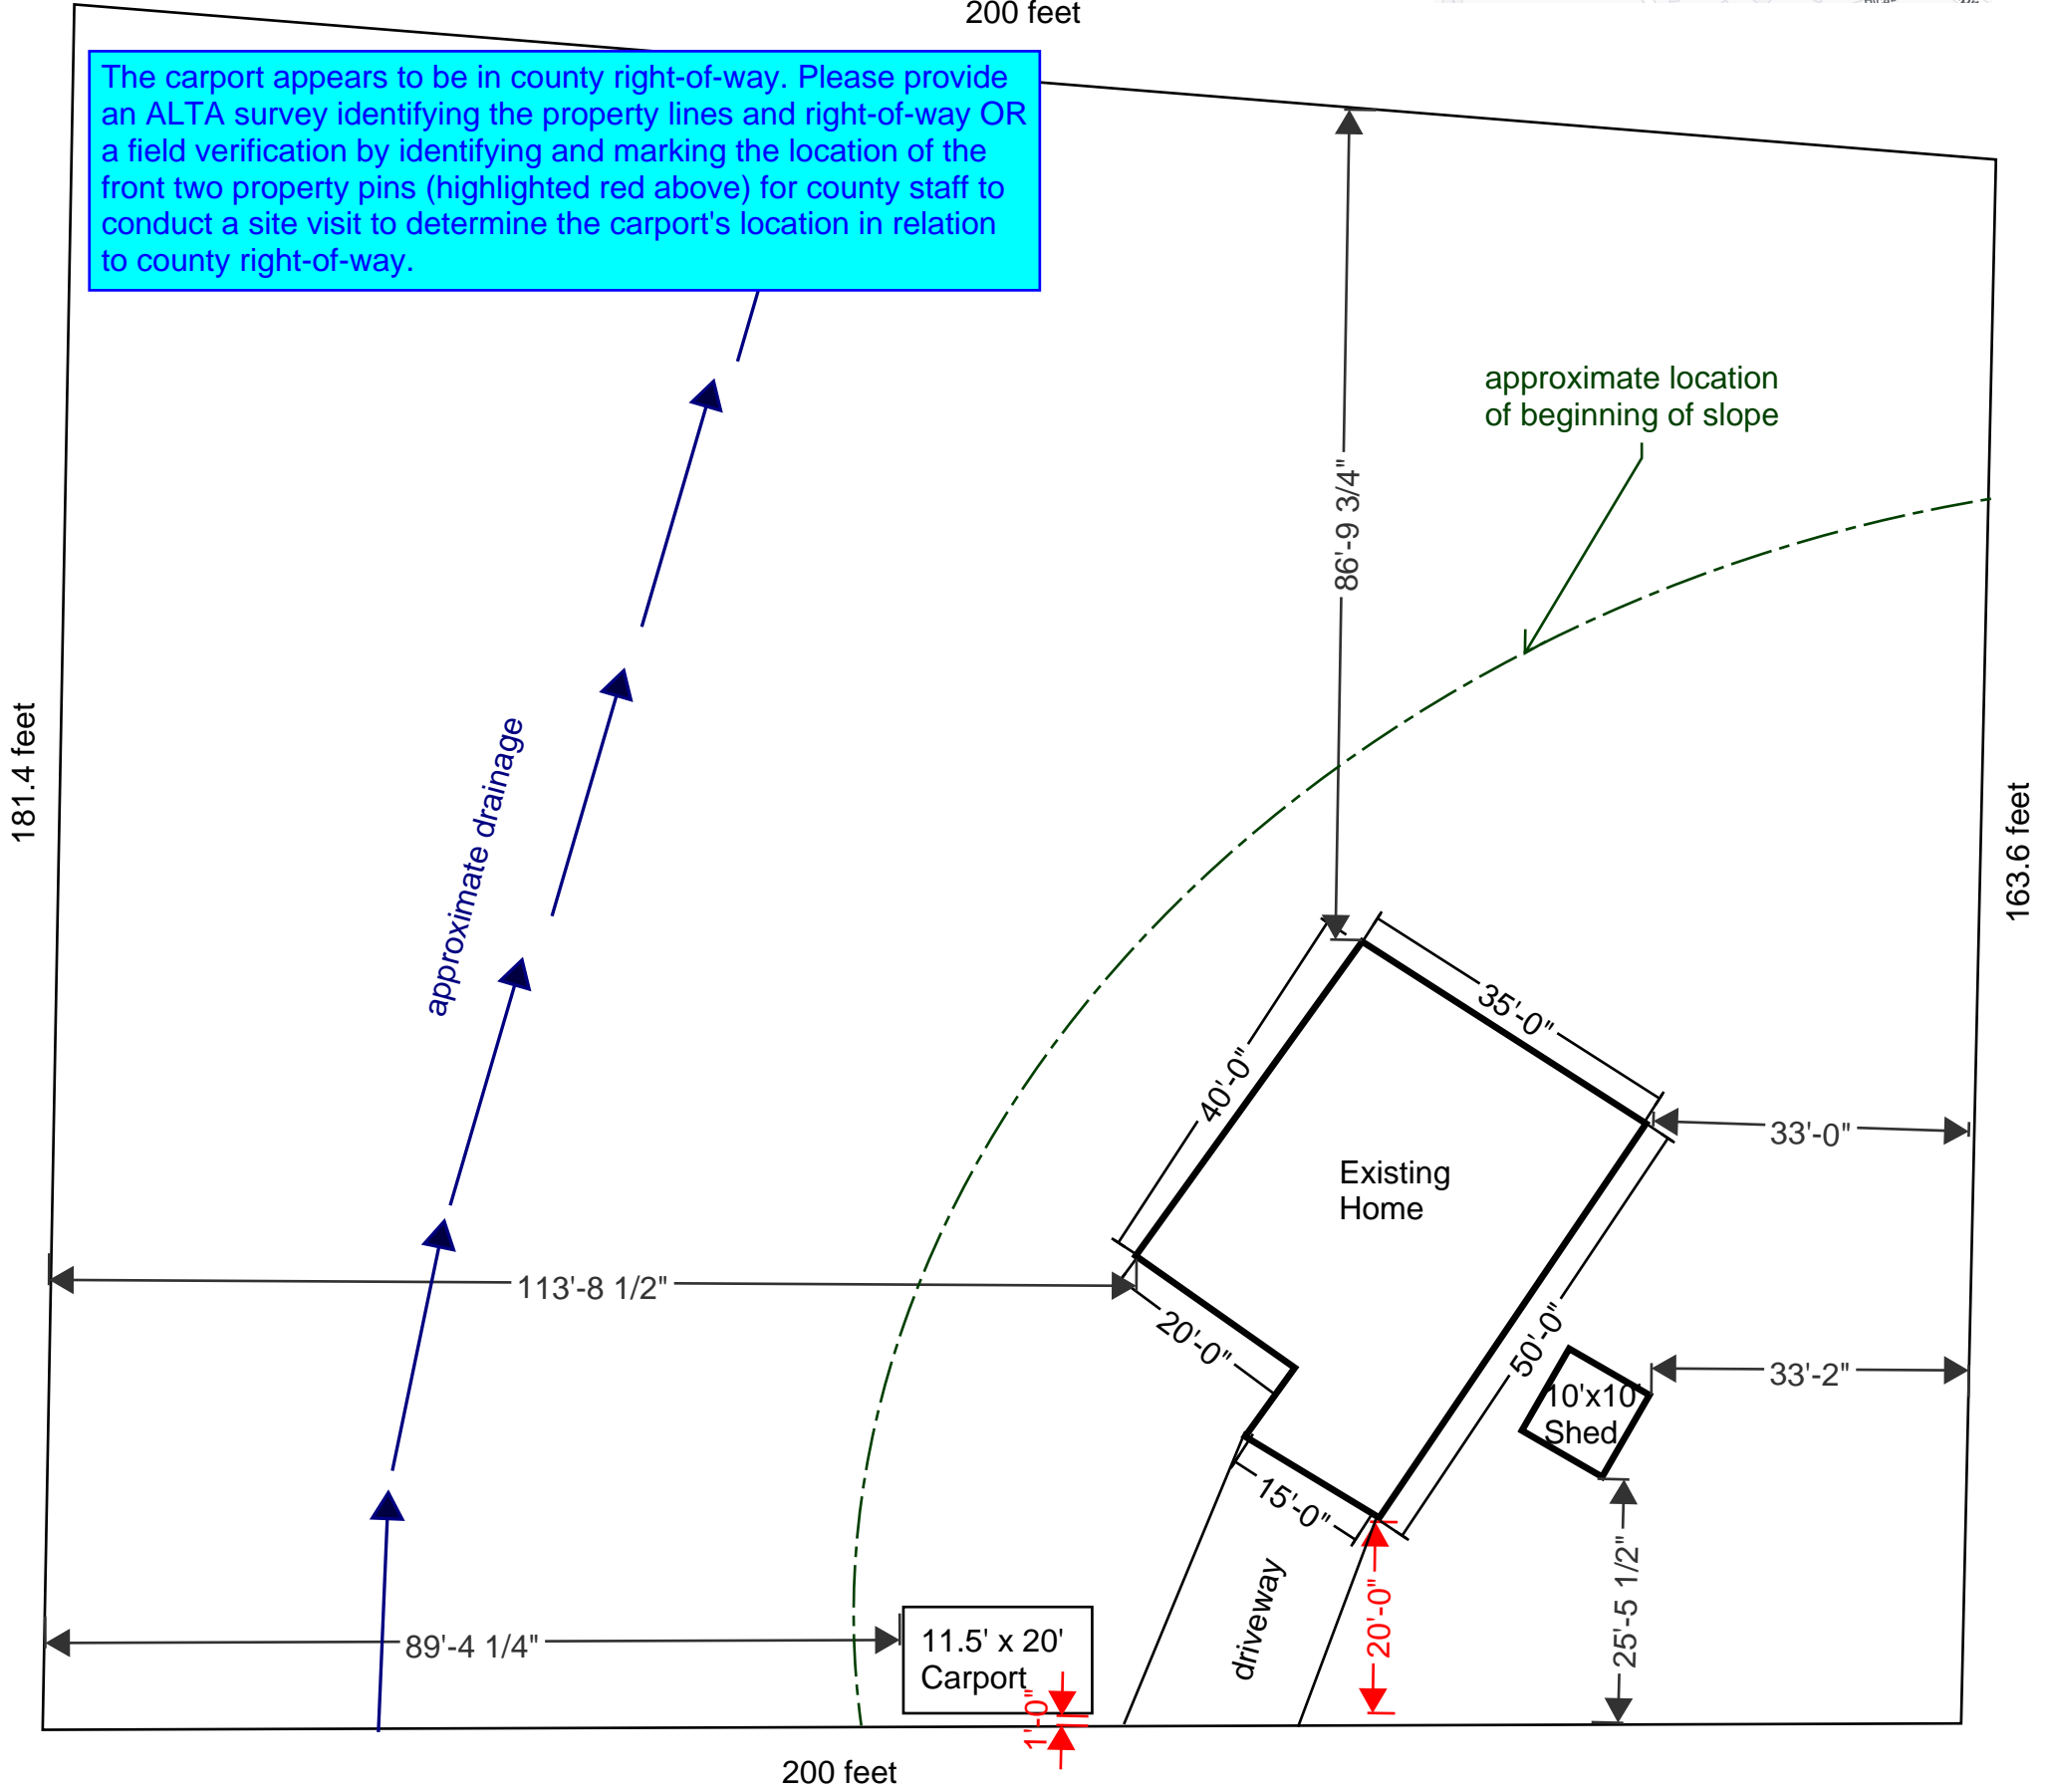 200 feet
The carport appears to be in county right-of-way. Please provide
an ALTA survey identifying the property lines and right-of-way OR
a field verification by identifying and marking the location of the
front two property pins (highlighted red above) for county staff to
conduct a site visit to determine the carport's location in relation
to county right-of-way.
approximate location
of beginning of slope
86'-9 3/4"
181.4 feet
approximate drainage
163.6 feet
35'-0"
40'-0"
33'-0"
Existing
Home
113'-8 1/2"
20'-0"
50'-0"
33'-2"
10'x10'
Shed
15'-0"
driveway
20'-0"
25'-5 1/2"
89'-4 1/4"
11.5' x 20'
Carport
1'-0"
200 feet